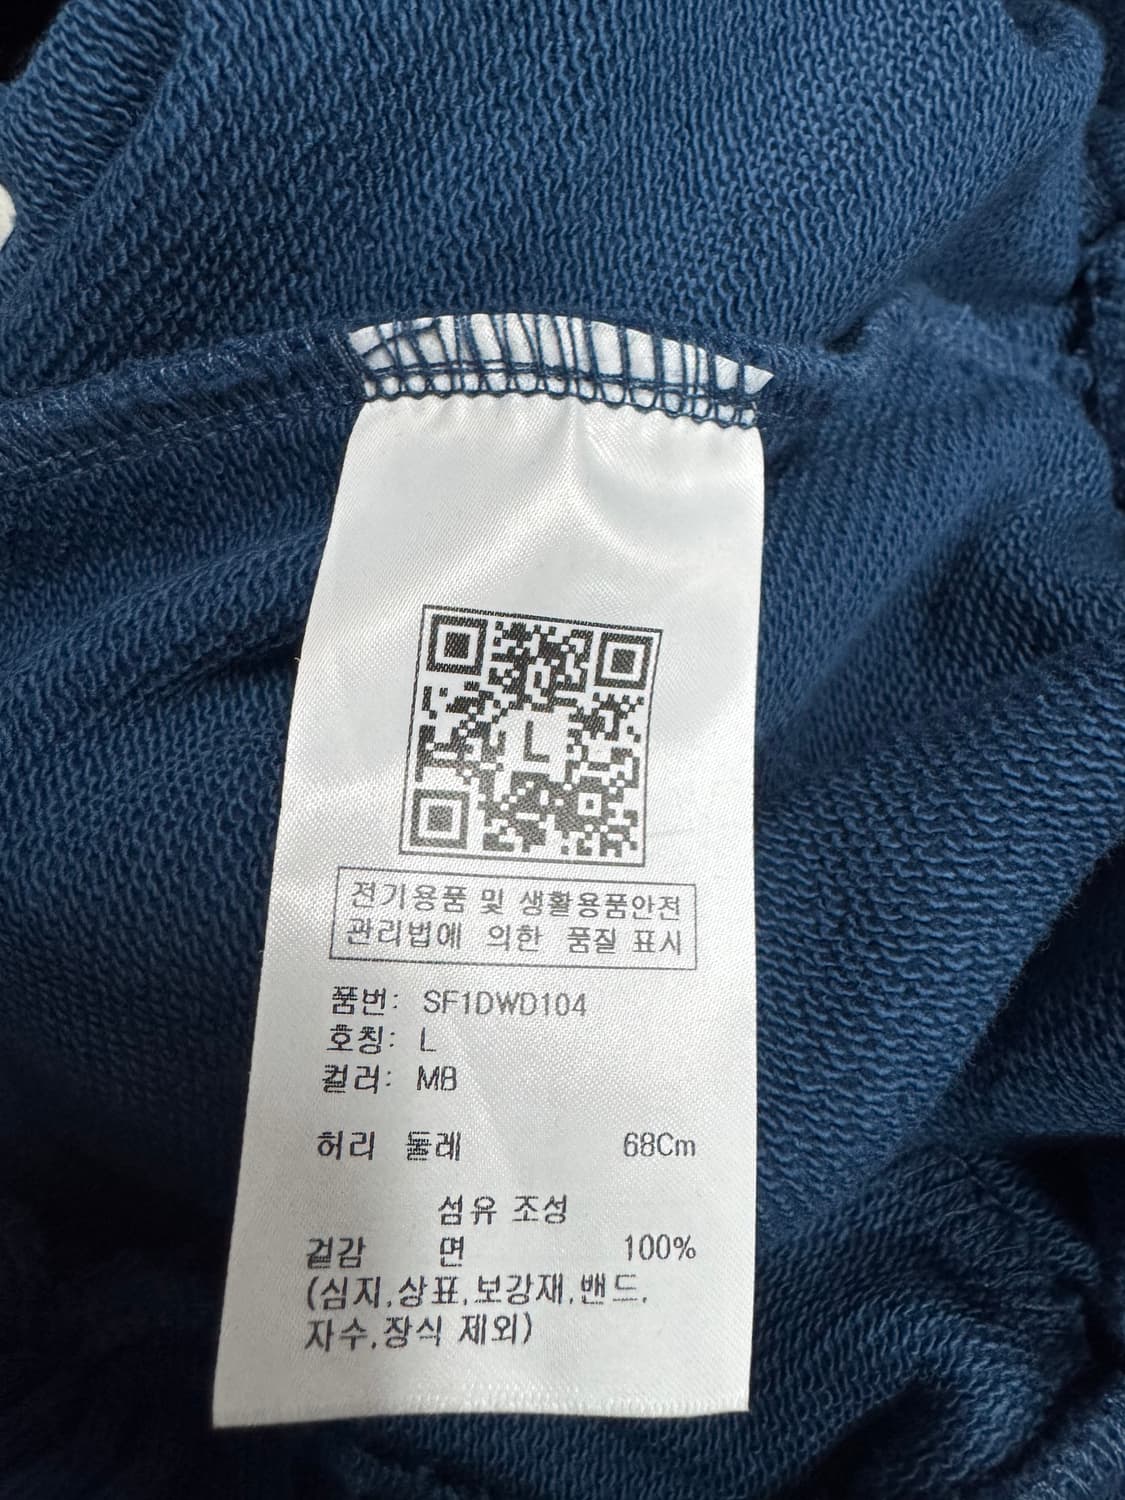 L
전기용품 및 생활용품안전
관리법에 의한 품질 표시
품번: SF1DWD104
호칭: L
컬러: MB
허리 둘레 68Cm
섬유 조성
겉감 면 100%
(심지,상표,보강재,밴드,
자수,장식 제외)